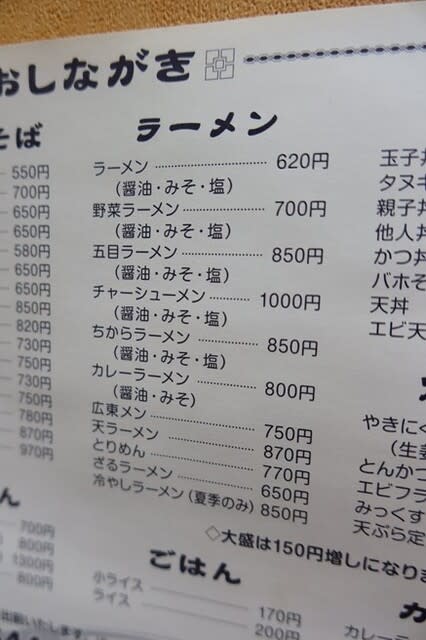 おしながき
そば
550円
700円
650円
650円
580円
650円
650円
850円
820円
730円
750円
730円
750円
780円
870円
970円
ラーメン
ラーメン 620円
（醤油・みそ・塩）
野菜ラーメン 700円
（醤油・みそ・塩）
五目ラーメン 850円
（醤油・みそ・塩）
チャーシューメン 1000円
（醤油・みそ・塩）
ちからラーメン 850円
（醤油・みそ・塩）
カレーラーメン 800円
（醤油・みそ）
広東メン 750円
天ラーメン 870円
とりめん 770円
ざるラーメン 650円
冷やしラーメン（夏季のみ） 850円
◇大盛は150円増しになりま
玉子丼
タヌキ
親子丼
他人丼
かつ丼
バホそ
天丼
エビ天
やきにく
（生姜
とんかつ
エビフラ
みっくす
天ぷら定
ん
700円
800円
1300円
800円
ごはん
小ライス 170円
ライス 200円
カレー